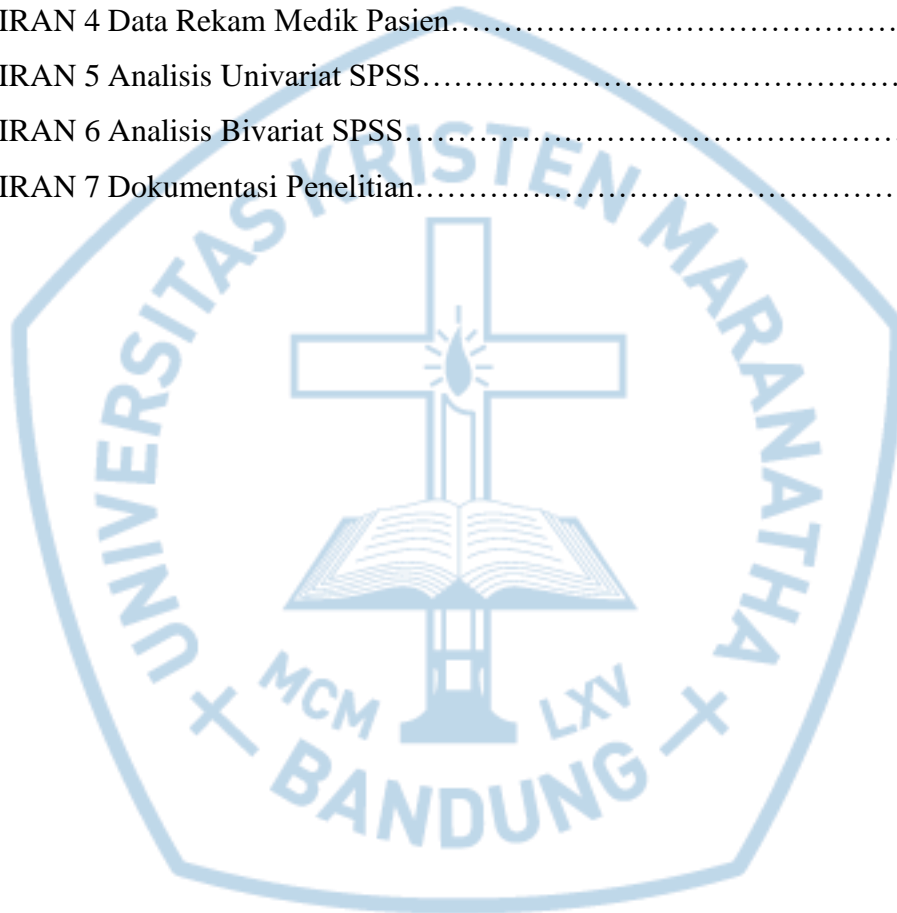 IRAN 4 Data Rekam Medik Pasien……………………………………
IRAN 5 Analisis Univariat SPSS………………………………………
IRAN 6 Analisis Bivariat SPSS…………………………………………
IRAN 7 Dokumentasi Penelitian………………………………………
UNIVERSITAS KRISTEN MARANATHA
MCM LXV
+ BANDUNG +